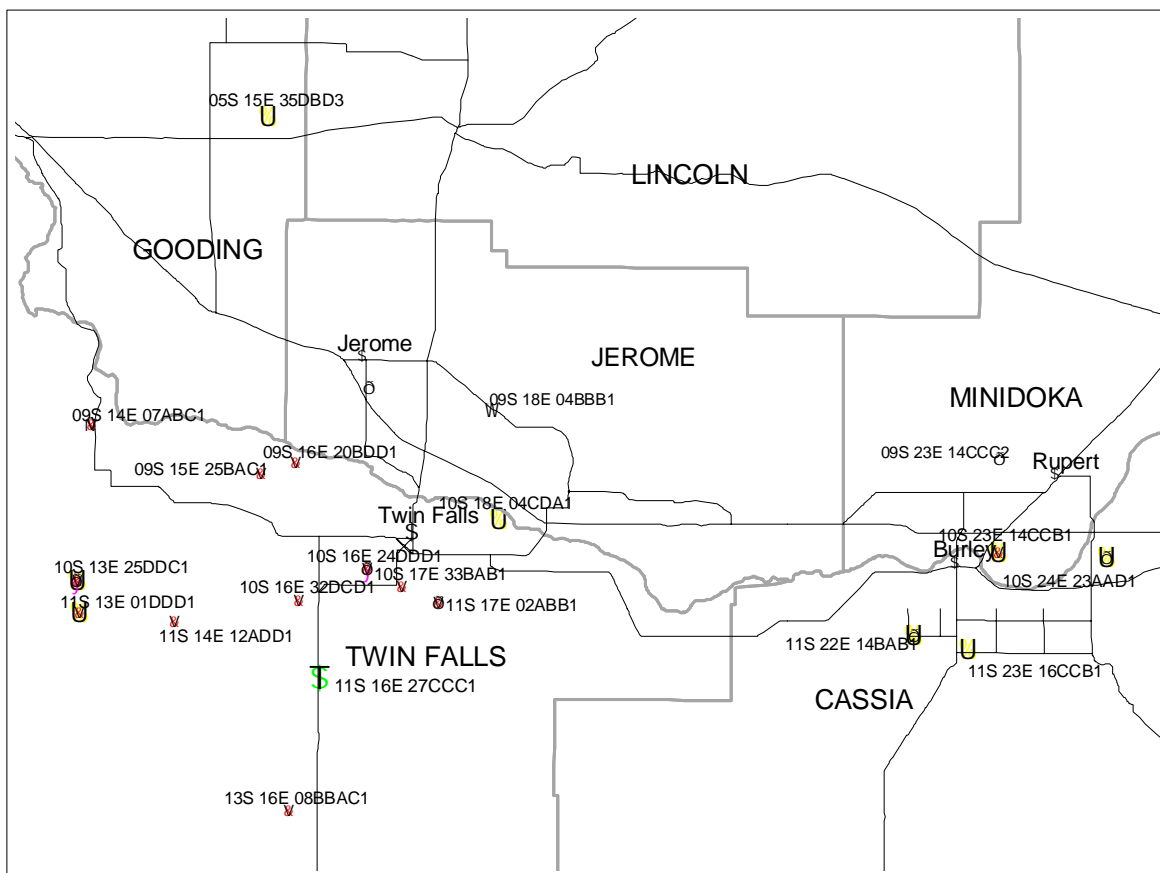 05S 15E 35DBD3
LINCOLN
GOODING
Jerome
JEROME
09S 18E 04BBB1
MINIDOKA
09S 14E 07ABC1
09S 16E 20BDD1
09S 15E 25BAC1
09S 23E 14CCC2
Rupert
10S 18E 04CDA1
Twin Falls
10S 23E 14CCB1
Burley
10S 16E 24DDD1
10S 13E 25DDC1
10S 17E 33BAB1
10S 24E 23AAD1
10S 16E 32DCD1
11S 13E 01DDD1
11S 17E 02ABB1
11S 14E 12ADD1
11S 22E 14BAB1
TWIN FALLS
11S 23E 16CCB1
11S 16E 27CCC1
CASSIA
13S 16E 08BBAC1